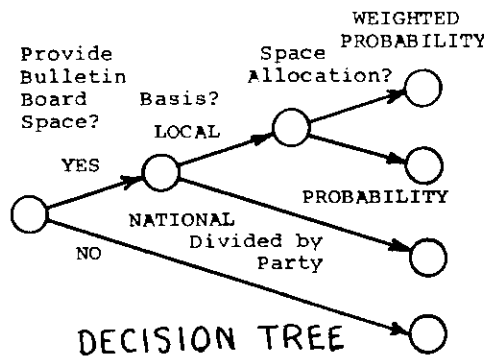 WEIGHTED
PROBABILITY
Provide
Bulletin
Board
Space?
Space
Allocation?
Basis?
LOCAL
YES
PROBABILITY
NATIONAL
Divided by
Party
NO
DECISION TREE